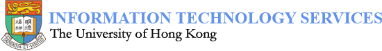 INFORMATION TECHNOLOGY SERVICES
The University of Hong Kong